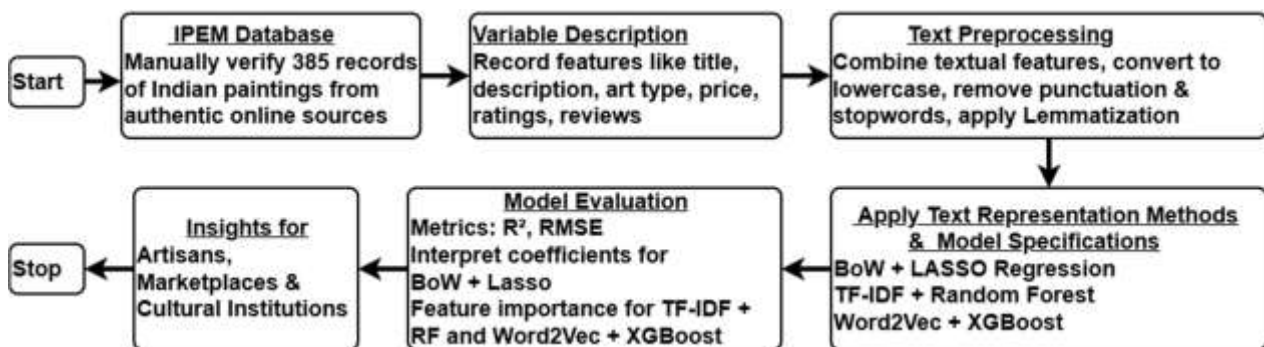 Start
IPEM Database
Manually verify 385 records
of Indian paintings from
authentic online sources
Variable Description
Record features like title,
description, art type, price,
ratings, reviews
Text Preprocessing
Combine textual features, convert to
lowercase, remove punctuation &
stopwords, apply Lemmatization
Apply Text Representation Methods
& Model Specifications
BoW + LASSO Regression
TF-IDF + Random Forest
Word2Vec + XGBoost
Model Evaluation
Metrics: R², RMSE
Interpret coefficients for
BoW + Lasso
Feature importance for TF-IDF +
RF and Word2Vec + XGBoost
Insights for
Artisans,
Marketplaces &
Cultural Institutions
Stop